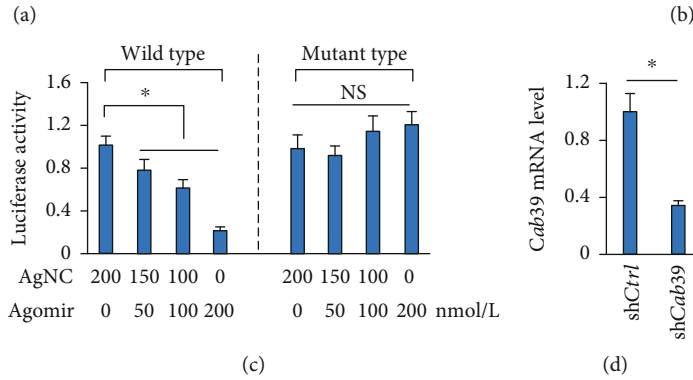 (a)
(b)
Wild type
Mutant type
Luciferase activity
1.6
1.2
0.8
0.4
0
*
NS
AgNC 200 150 100 0 200 150 100 0
Agomir 0 50 100 200 0 50 100 200 nmol/L
(c)
Cab39 mRNA level
1.2
0.8
0.4
0
*
shCtrl
shCab39
(d)